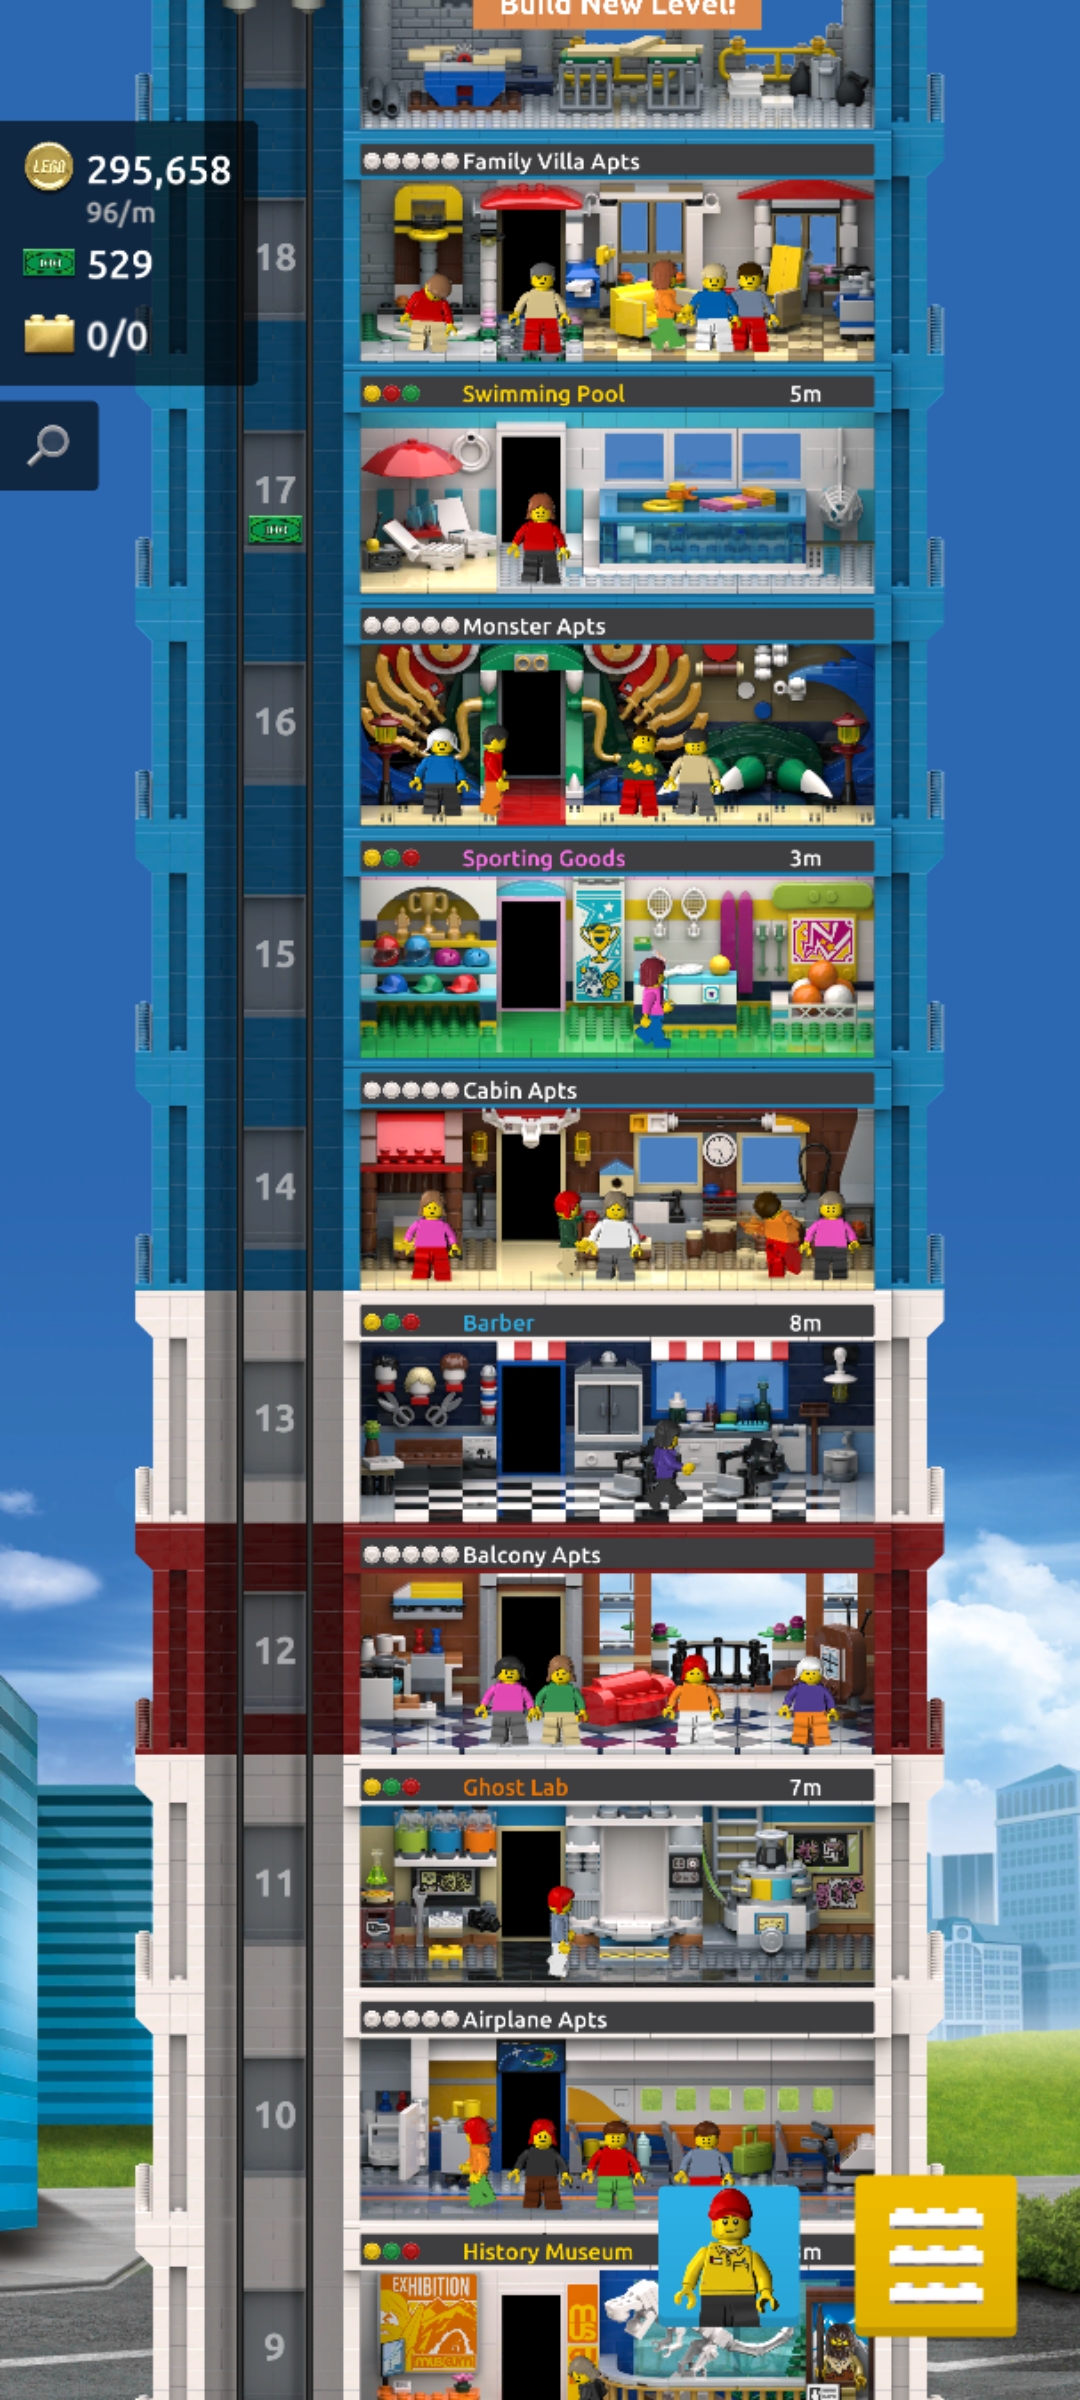 Build New Level!
LEGO
295,658
96/m
529
0/0
Family Villa Apts
18
Swimming Pool
5m
17
Monster Apts
16
Sporting Goods
3m
15
Cabin Apts
14
Barber
8m
13
Balcony Apts
12
Ghost Lab
7m
11
Airplane Apts
10
History Museum
m
EXHIBITION
museum
9